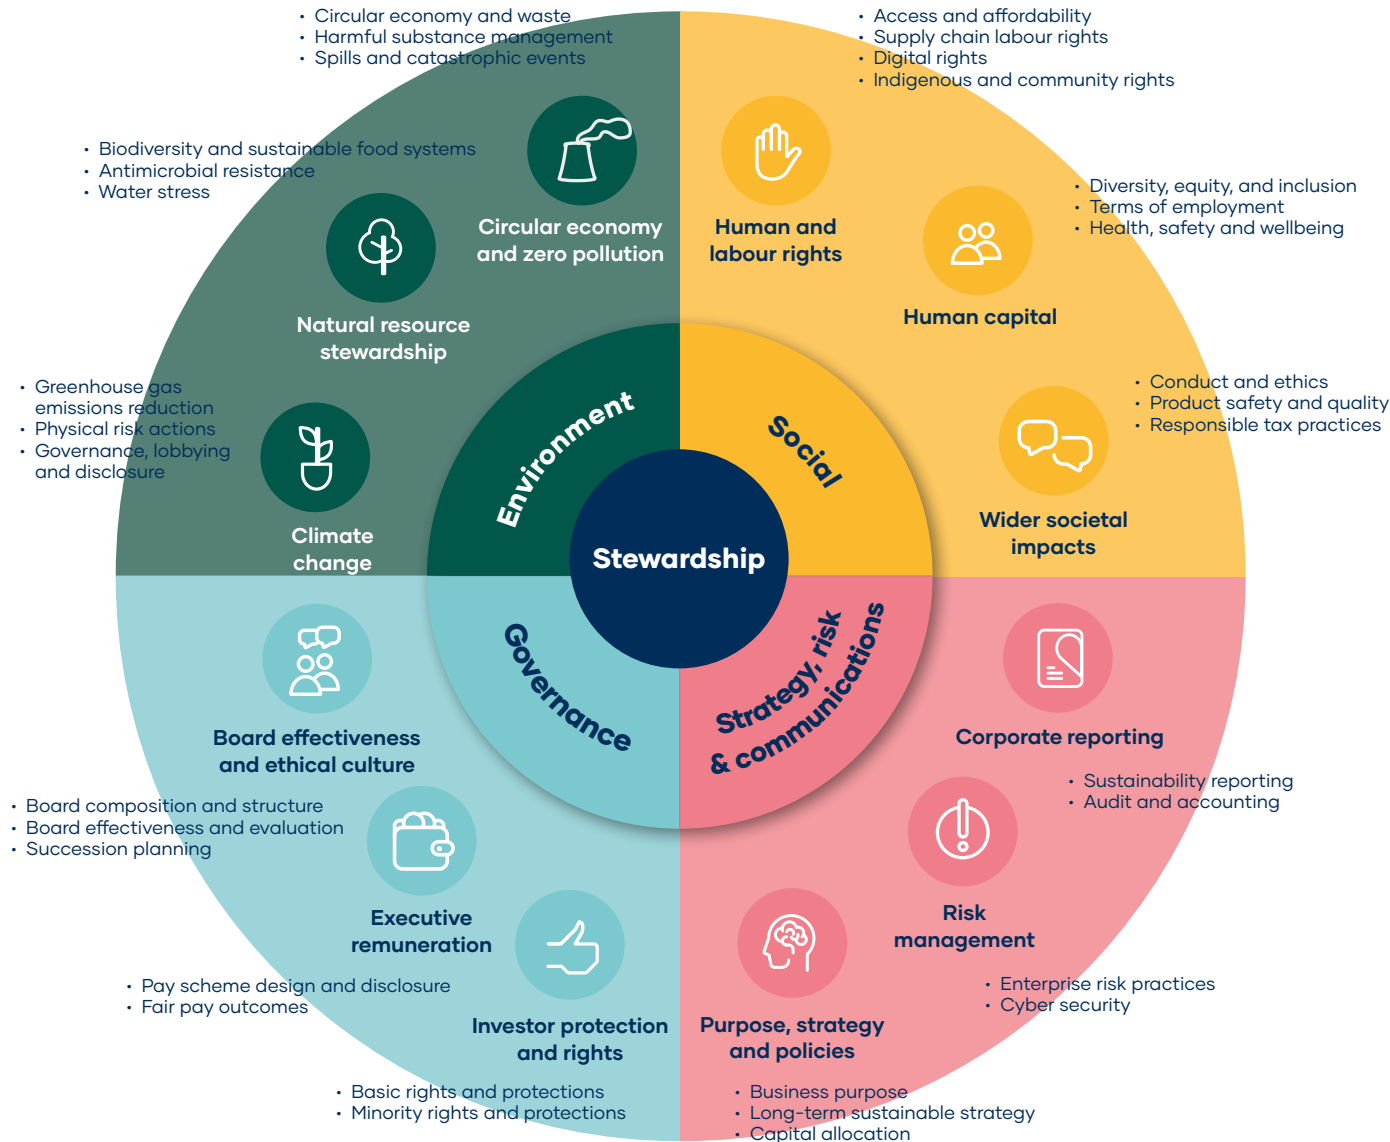 • Circular economy and waste
• Harmful substance management
• Spills and catastrophic events
Circular economy
and zero pollution
• Biodiversity and sustainable food systems
• Antimicrobial resistance
• Water stress
Natural resource
stewardship
• Greenhouse gas
emissions reduction
• Physical risk actions
• Governance, lobbying
and disclosure
Climate
change
• Access and affordability
• Supply chain labour rights
• Digital rights
• Indigenous and community rights
Human and
labour rights
• Diversity, equity, and inclusion
• Terms of employment
• Health, safety and wellbeing
Human capital
• Conduct and ethics
• Product safety and quality
• Responsible tax practices
Wider societal
impacts
Environment
Social
Stewardship
Governance
Strategy, risk
& communications
Board effectiveness
and ethical culture
• Board composition and structure
• Board effectiveness and evaluation
• Succession planning
Executive
remuneration
• Pay scheme design and disclosure
• Fair pay outcomes
Investor protection
and rights
• Basic rights and protections
• Minority rights and protections
Corporate reporting
• Sustainability reporting
• Audit and accounting
Risk
management
• Enterprise risk practices
• Cyber security
Purpose, strategy
and policies
• Business purpose
• Long-term sustainable strategy
• Capital allocation